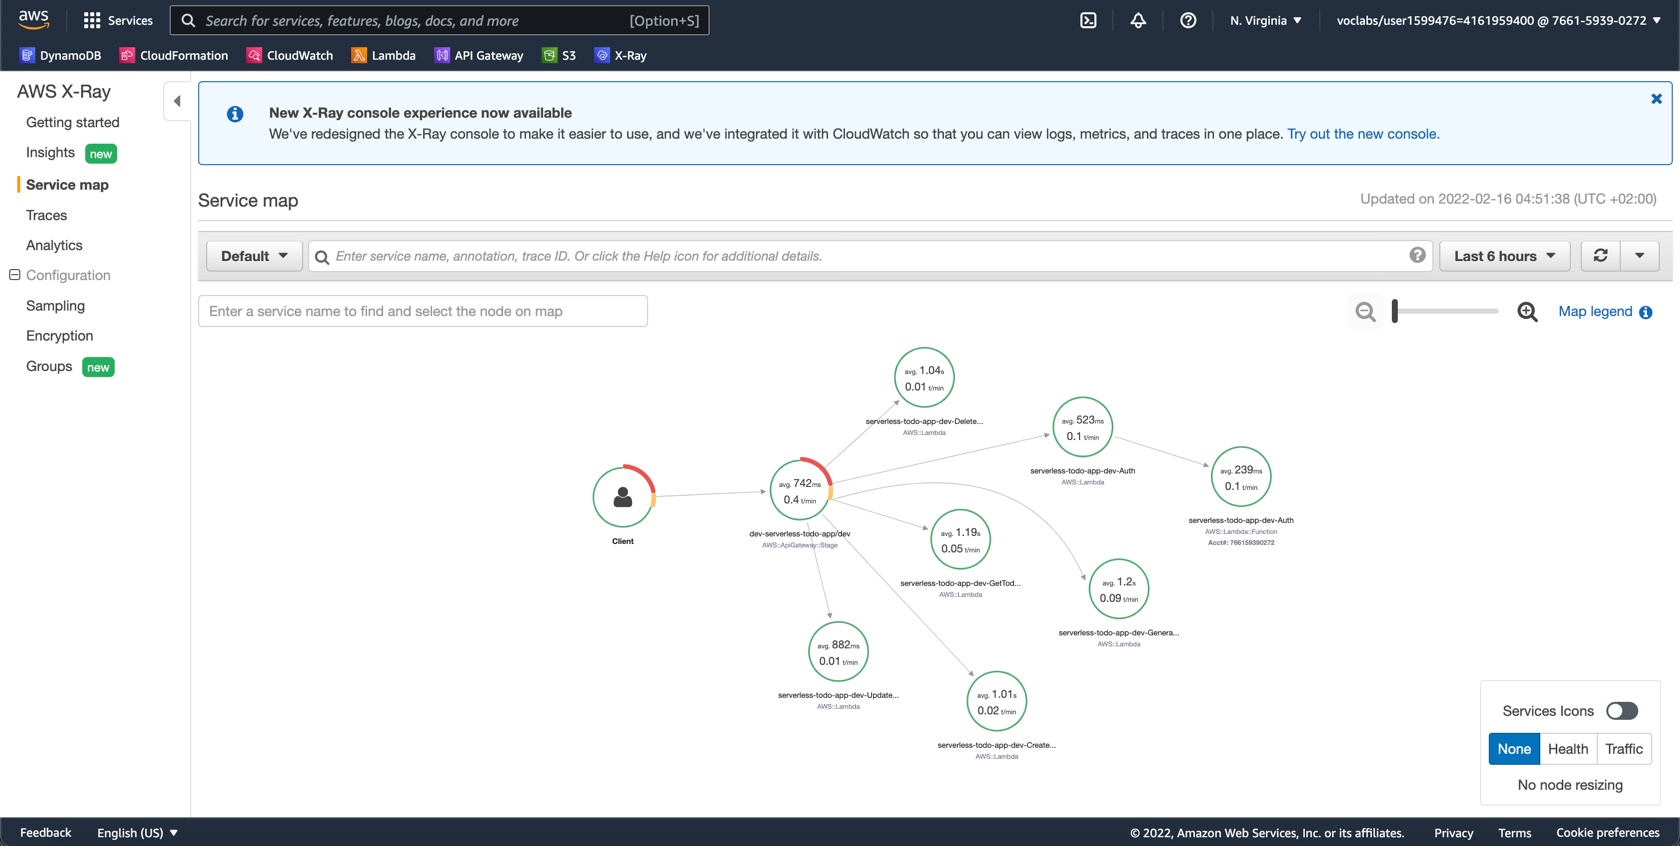 aws
Services
Search for services, features, blogs, docs, and more
[Option+S]
N. Virginia ▼
voclabs/user1599476=4161959400 @ 7661-5939-0272 ▼
DynamoDB
CloudFormation
CloudWatch
Lambda
API Gateway
S3
X-Ray
AWS X-Ray
Getting started
Insights new
Service map
Traces
Analytics
Configuration
Sampling
Encryption
Groups new
New X-Ray console experience now available
We've redesigned the X-Ray console to make it easier to use, and we've integrated it with CloudWatch so that you can view logs, metrics, and traces in one place. Try out the new console.
Service map
Updated on 2022-02-16 04:51:38 (UTC +02:00)
Default
Enter service name, annotation, trace ID. Or click the Help icon for additional details.
Last 6 hours
Enter a service name to find and select the node on map
Map legend
avg. 1.04s
0.01 t/min
serverless-todo-app-dev-Delete...
AWS::Lambda
avg. 523ms
0.1 t/min
serverless-todo-app-dev-Auth
AWS::Lambda
avg. 239ms
0.1 t/min
serverless-todo-app-dev-Auth
AWS::Lambda::Function
Acct#: 766159390272
Client
avg. 742ms
0.4 t/min
dev-serverless-todo-app/dev
AWS::ApiGateway::Stage
avg. 1.19s
0.05 t/min
serverless-todo-app-dev-GetTod...
AWS::Lambda
avg. 1.2s
0.09 t/min
serverless-todo-app-dev-Genera...
AWS::Lambda
avg. 882ms
0.01 t/min
serverless-todo-app-dev-Update...
AWS::Lambda
avg. 1.01s
0.02 t/min
serverless-todo-app-dev-Create...
AWS::Lambda
Services Icons
None Health Traffic
No node resizing
Feedback
English (US) ▼
© 2022, Amazon Web Services, Inc. or its affiliates.
Privacy
Terms
Cookie preferences